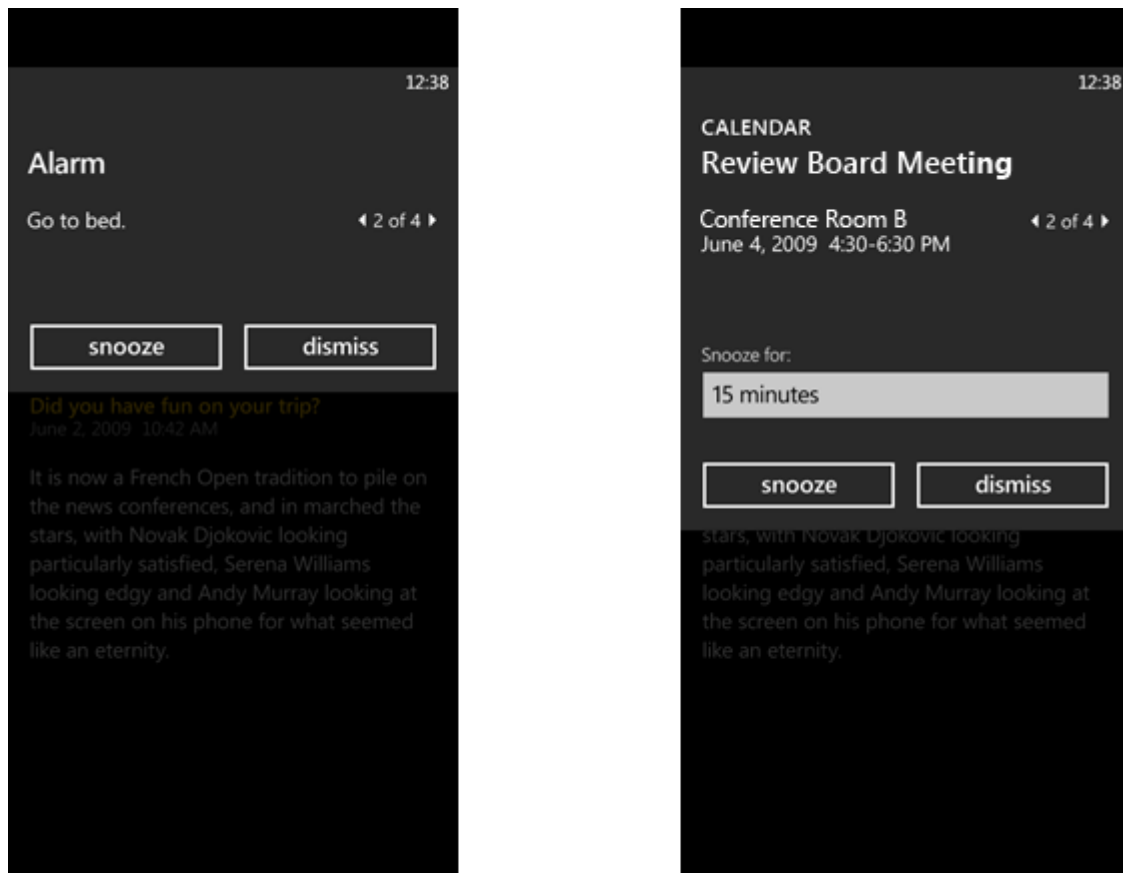 12:38
Alarm
Go to bed.
2 of 4
snooze
dismiss
Did you have fun on your trip?
June 2, 2009 10:42 AM
It is now a French Open tradition to pile on
the news conferences, and in marched the
stars, with Novak Djokovic looking
particularly satisfied, Serena Williams
looking edgy and Andy Murray looking at
the screen on his phone for what seemed
like an eternity.
12:38
CALENDAR
Review Board Meeting
Conference Room B
2 of 4
June 4, 2009 4:30-6:30 PM
Snooze for:
15 minutes
snooze
dismiss
stars, with Novak Djokovic looking
particularly satisfied, Serena Williams
looking edgy and Andy Murray looking at
the screen on his phone for what seemed
like an eternity.